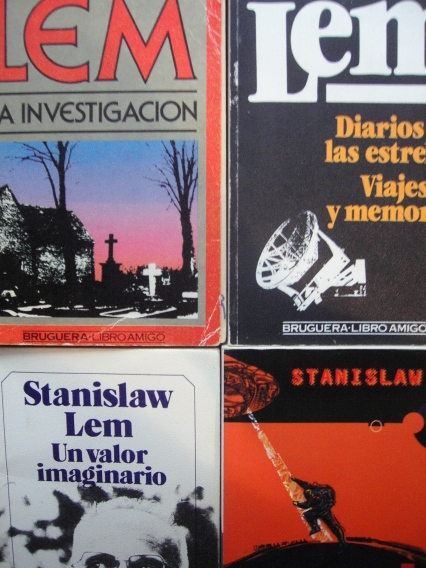 LEM
A INVESTIGACION
BRUGUERA-LIBRO AMIGO
Lem
Diarios
las estre
Viajes
y memor
BRUGUERA-LIBRO AMIGO
Stanislaw
Lem
Un valor
imaginario
STANISLAW